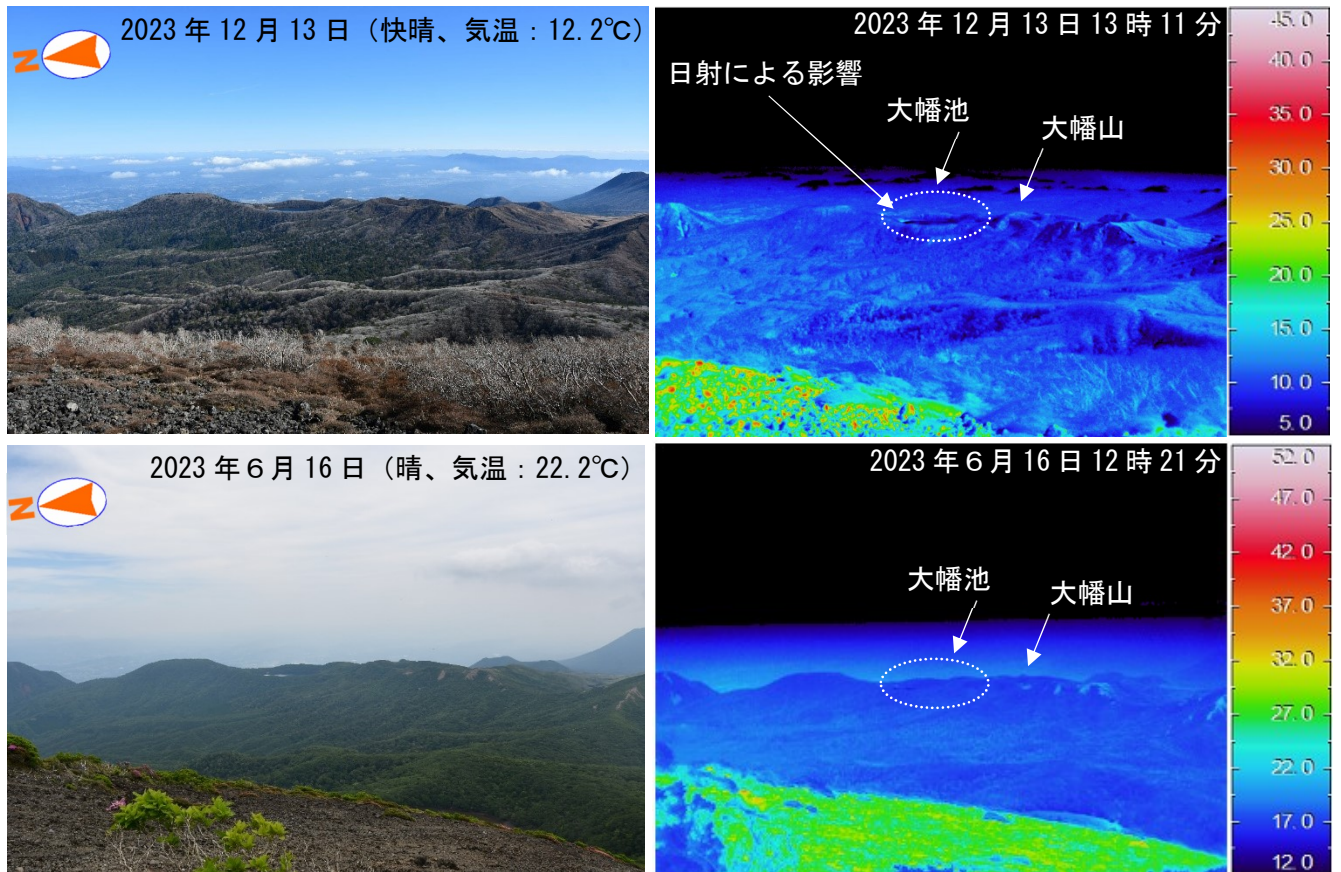 2023年12月13日（快晴、気温：12.2℃）
N
2023年12月13日13時11分
日射による影響
大幡池
大幡山
45.0
40.0
35.0
30.0
25.0
20.0
15.0
10.0
5.0
2023年６月16日（晴、気温：22.2℃）
N
2023年６月16日12時21分
大幡池
大幡山
52.0
47.0
42.0
37.0
32.0
27.0
22.0
17.0
12.0